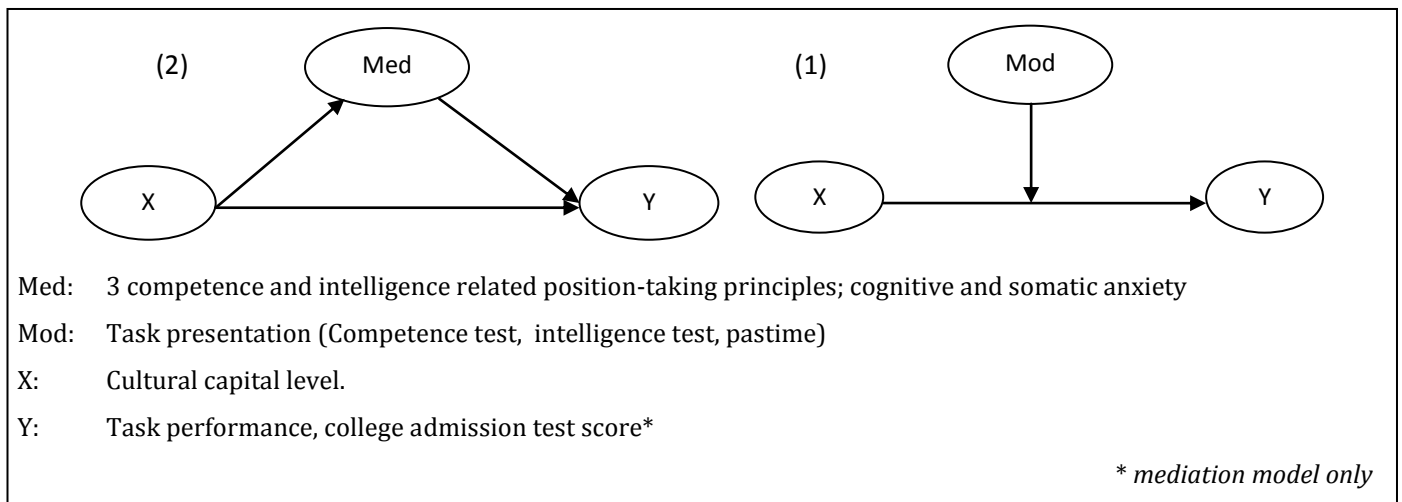 (2)
Med
X
Y
(1)
Mod
X
Y
Med: 3 competence and intelligence related position-taking principles; cognitive and somatic anxiety
Mod: Task presentation (Competence test, intelligence test, pastime)
X: Cultural capital level.
Y: Task performance, college admission test score*
* mediation model only